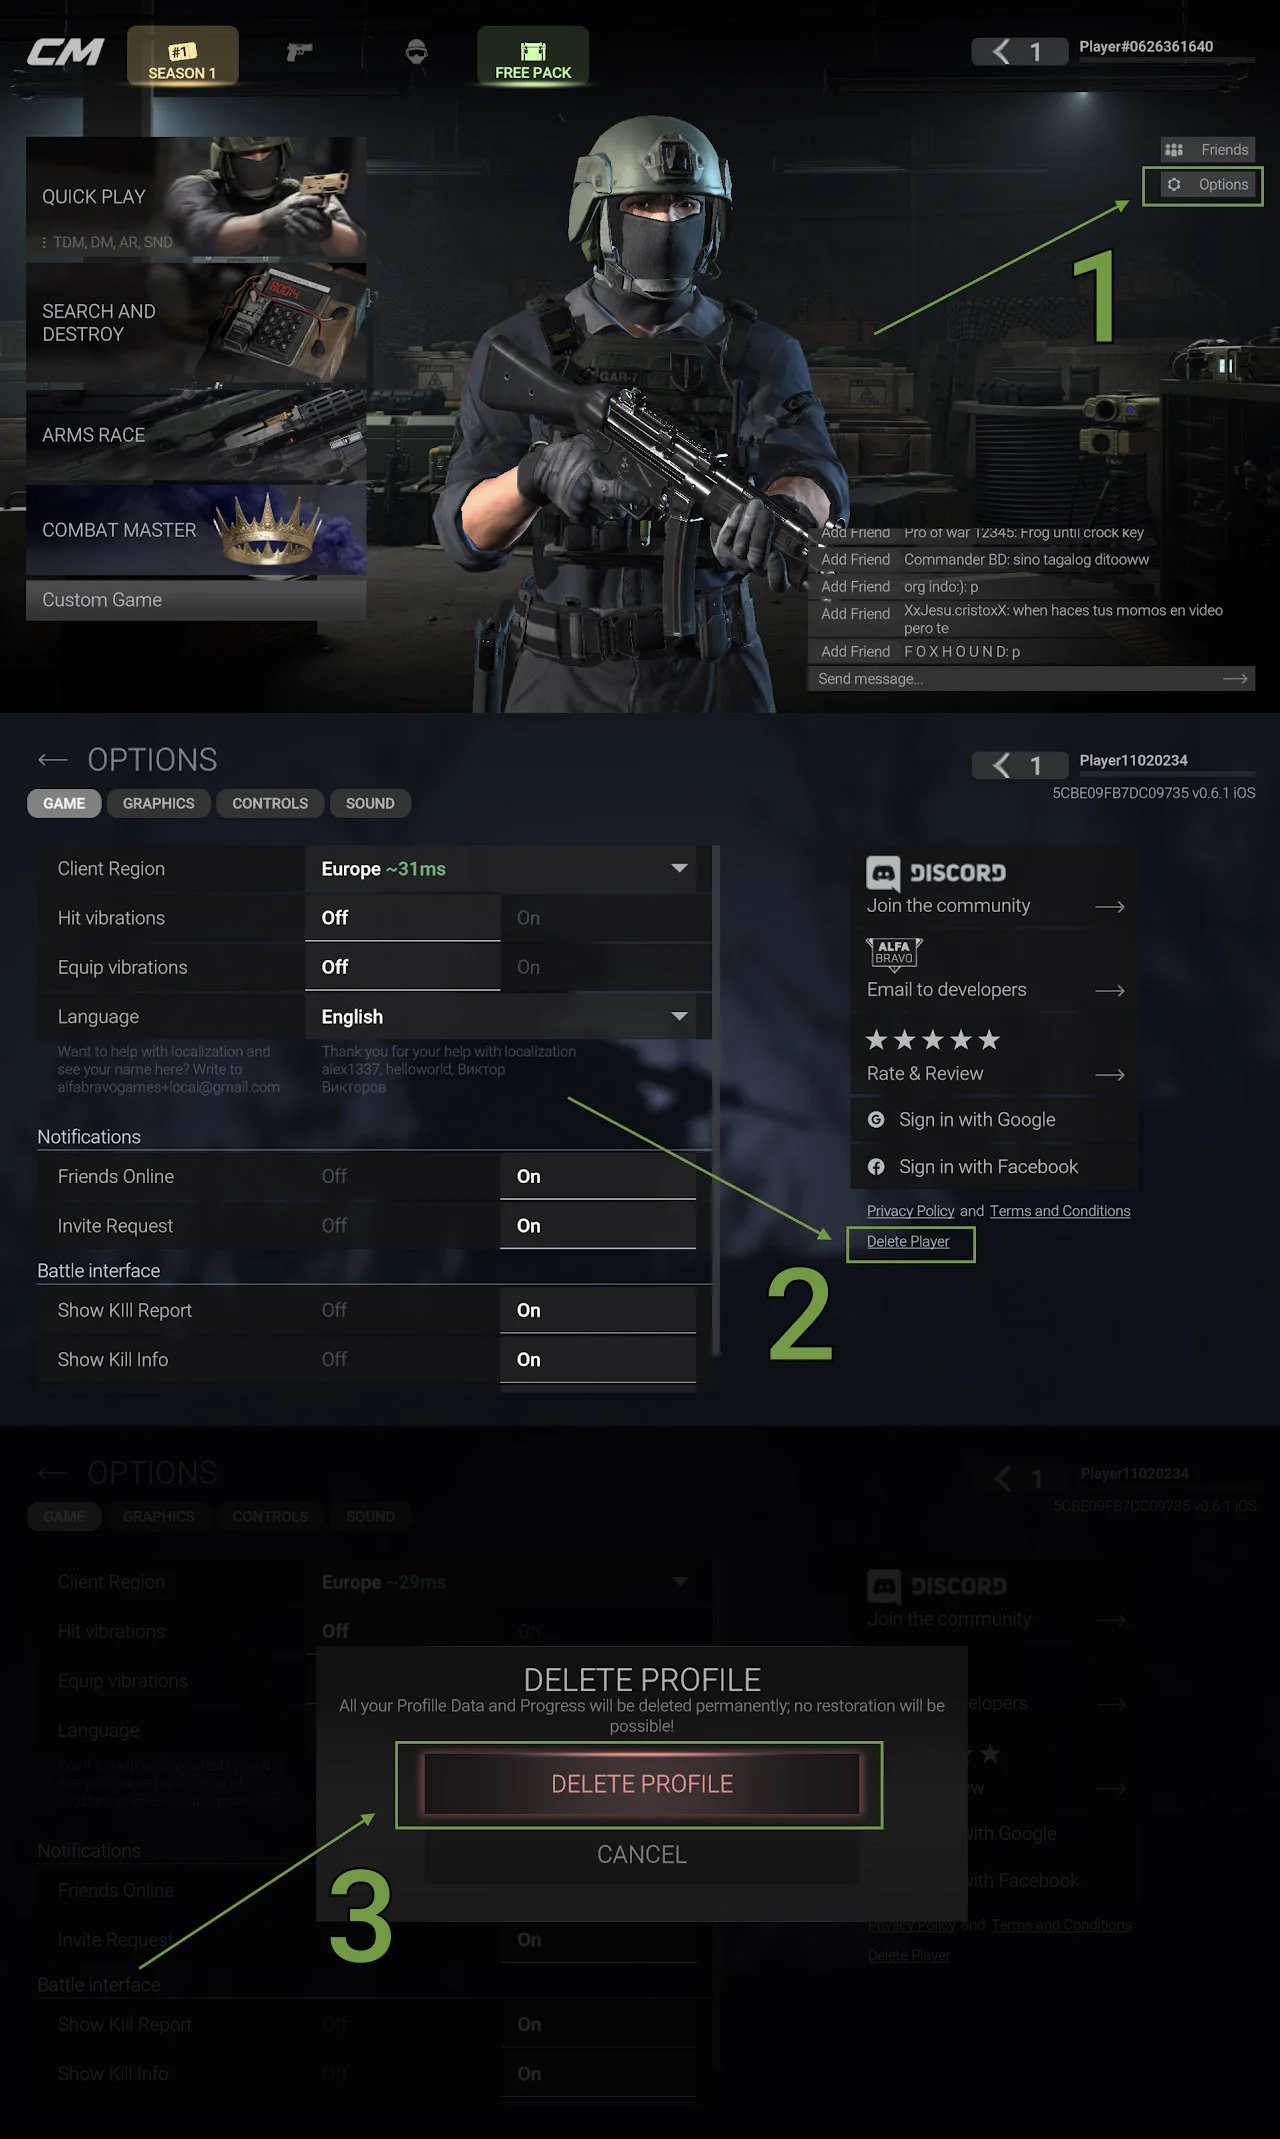 CM
#1
SEASON 1
FREE PACK
1
Player#0626361640
QUICK PLAY
TDM, DM, AR, SND
Friends
Options
1
SEARCH AND
DESTROY
80014
GAR-7
ARMS RACE
COMBAT MASTER
Custom Game
Add Friend Pro of war 12345: Frog until crock key
Add Friend Commander BD: sino tagalog ditooww
Add Friend org indo:): p
Add Friend XxJesu.cristoxX: when haces tus momos en video
pero te
Add Friend F O X H O U N D: p
Send message...
OPTIONS
1
Player11020234
5CBE09FB7DC09735 v0.6.1 iOS
GAME GRAPHICS CONTROLS SOUND
Client Region Europe ~31ms
Hit vibrations Off On
Equip vibrations Off On
Language English
Want to help with localization and
see your name here? Write to
alfabravogames+local@gmail.com
Thank you for your help with localization
alex1337, helloworld, Виктор
Викторов
Notifications
Friends Online Off On
Invite Request Off On
Battle interface
Show KIll Report Off On
Show Kill Info Off On
DISCORD
Join the community
ALFA
BRAVO
Email to developers
Rate & Review
Sign in with Google
Sign in with Facebook
Privacy Policy and Terms and Conditions
Delete Player
2
OPTIONS
1
Player11020234
5CBE09FB7DC09735 v0.6.1 iOS
GAME GRAPHICS CONTROLS SOUND
Client Region Europe ~29ms
Hit vibrations Off On
Equip vibrations
Language
DISCORD
Join the community
elopers
ew
with Google
with Facebook
DELETE PROFILE
All your Profille Data and Progress will be deleted permanently; no restoration will be
possible!
DELETE PROFILE
CANCEL
3
Notifications
Friends Online
Invite Request On
Battle interface
Show KIll Report Off On
Show Kill Info Off On
Privacy Policy and Terms and Conditions
Delete Player